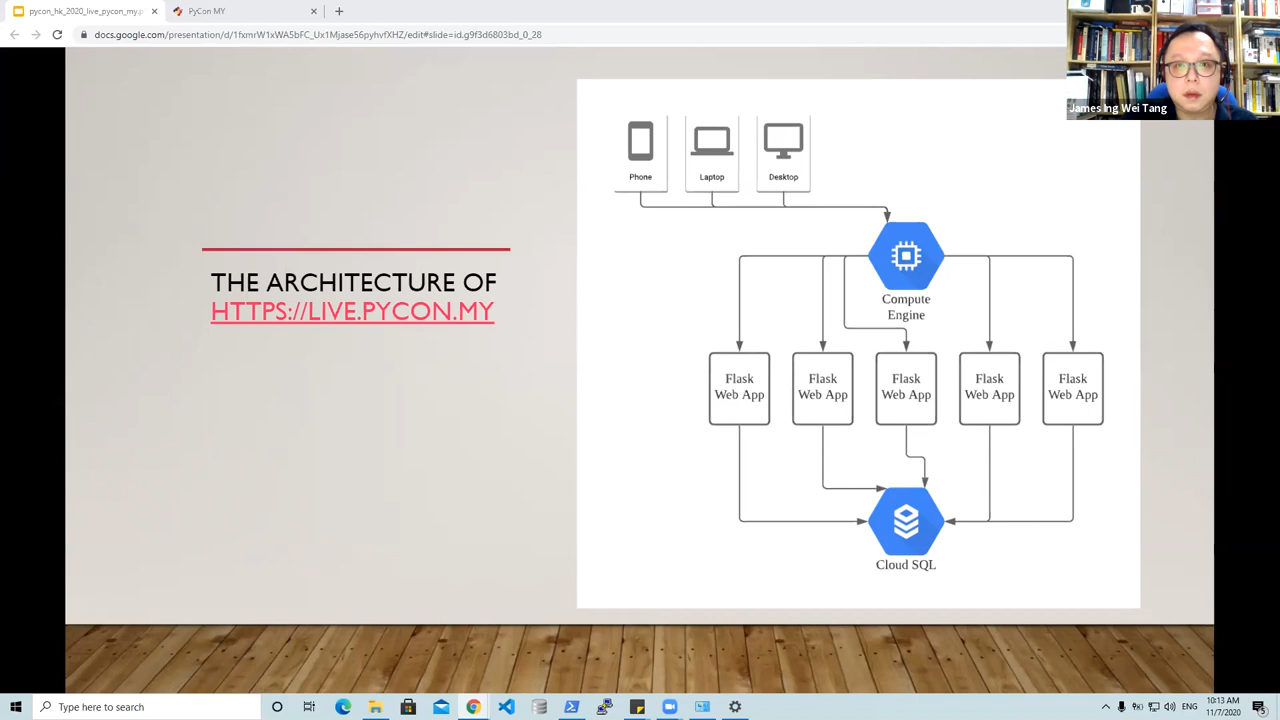 pycon_hk_2020_live_pycon_my.p
PyCon MY
docs.google.com/presentation/d/1fxmrW1xWA5bFC_Ux1Mjase56pyhvfXHZ/edit#slide=id.g9f3d6803bd_0_28
James Ing Wei Tang
Phone
Laptop
Desktop
THE ARCHITECTURE OF
HTTPS://LIVE.PYCON.MY
Compute
Engine
Flask
Web App
Flask
Web App
Flask
Web App
Flask
Web App
Flask
Web App
Cloud SQL
Type here to search
ENG
10:13 AM
11/7/2020
5